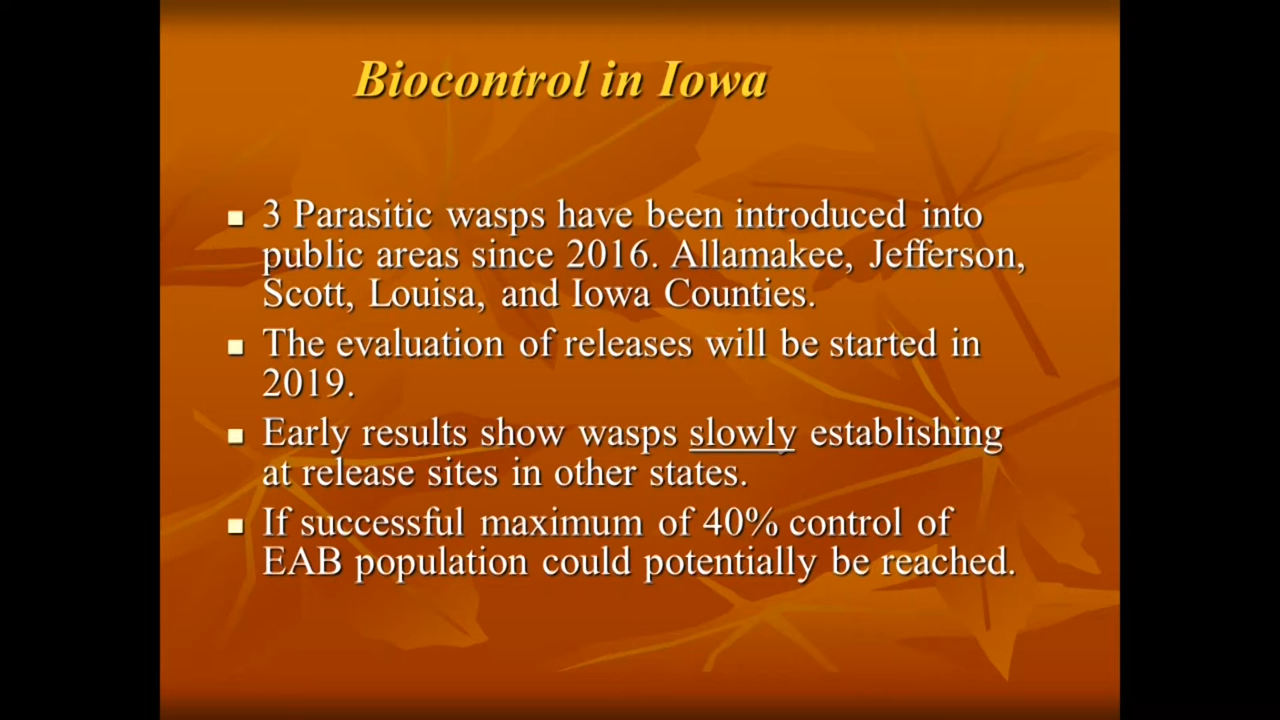 Biocontrol in Iowa
▪ 3 Parasitic wasps have been introduced into
public areas since 2016. Allamakee, Jefferson,
Scott, Louisa, and Iowa Counties.
▪ The evaluation of releases will be started in
2019.
▪ Early results show wasps slowly establishing
at release sites in other states.
▪ If successful maximum of 40% control of
EAB population could potentially be reached.